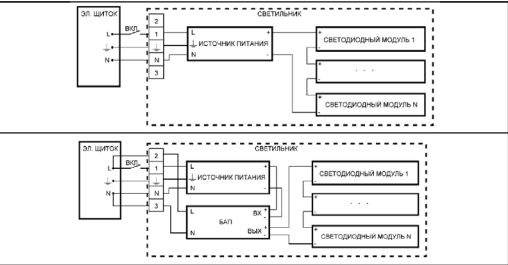 ЭЛ. ЩИТОК
СВЕТИЛЬНИК
2
L ВКЛ. 1 L + + СВЕТОДИОДНЫЙ МОДУЛЬ 1 -
ИСТОЧНИК ПИТАНИЯ
N N N -
3
+ . . . -
+ СВЕТОДИОДНЫЙ МОДУЛЬ N -
ЭЛ. ЩИТОК
СВЕТИЛЬНИК
2
L ВКЛ. 1 L + + СВЕТОДИОДНЫЙ МОДУЛЬ 1 -
ИСТОЧНИК ПИТАНИЯ
N N N -
3
+ . . . -
L ВХ + -
БАП
N ВЫХ + -
+ СВЕТОДИОДНЫЙ МОДУЛЬ N -